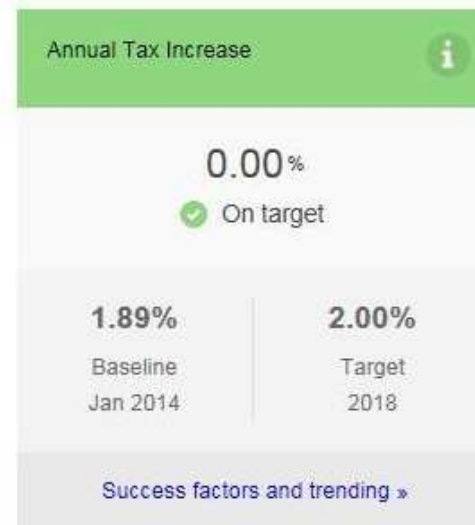 Annual Tax Increase
i
0.00%
On target
1.89%
2.00%
Baseline
Target
Jan 2014
2018
Success factors and trending »